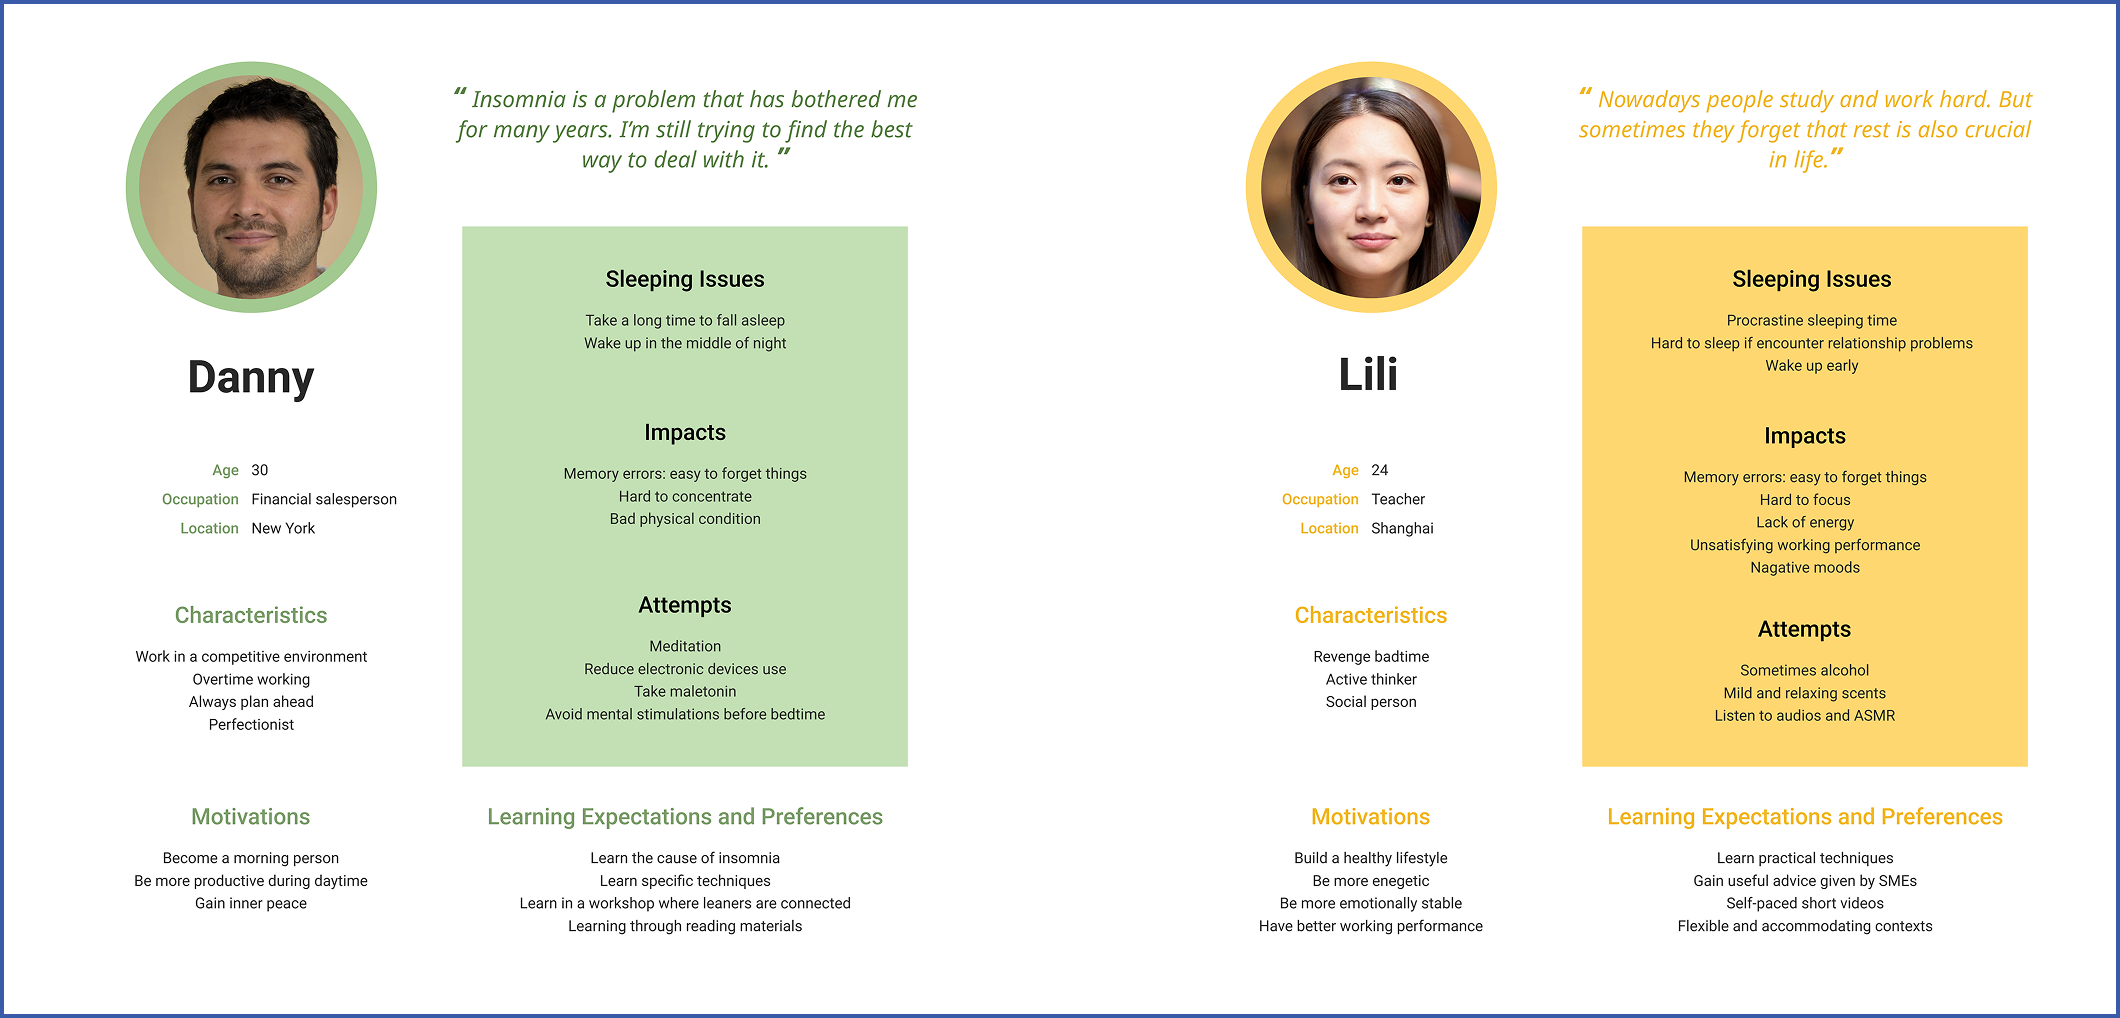 “ Insomnia is a problem that has bothered me
for many years. I’m still trying to find the best
way to deal with it. ”
Danny
Age 30
Occupation Financial salesperson
Location New York
Characteristics
Work in a competitive environment
Overtime working
Always plan ahead
Perfectionist
Motivations
Become a morning person
Be more productive during daytime
Gain inner peace
Sleeping Issues
Take a long time to fall asleep
Wake up in the middle of night
Impacts
Memory errors: easy to forget things
Hard to concentrate
Bad physical condition
Attempts
Meditation
Reduce electronic devices use
Take maletonin
Avoid mental stimulations before bedtime
Learning Expectations and Preferences
Learn the cause of insomnia
Learn specific techniques
Learn in a workshop where leaners are connected
Learning through reading materials
“ Nowadays people study and work hard. But
sometimes they forget that rest is also crucial
in life.”
Lili
Age 24
Occupation Teacher
Location Shanghai
Characteristics
Revenge badtime
Active thinker
Social person
Motivations
Build a healthy lifestyle
Be more enegetic
Be more emotionally stable
Have better working performance
Sleeping Issues
Procrastine sleeping time
Hard to sleep if encounter relationship problems
Wake up early
Impacts
Memory errors: easy to forget things
Hard to focus
Lack of energy
Unsatisfying working performance
Nagative moods
Attempts
Sometimes alcohol
Mild and relaxing scents
Listen to audios and ASMR
Learning Expectations and Preferences
Learn practical techniques
Gain useful advice given by SMEs
Self-paced short videos
Flexible and accommodating contexts